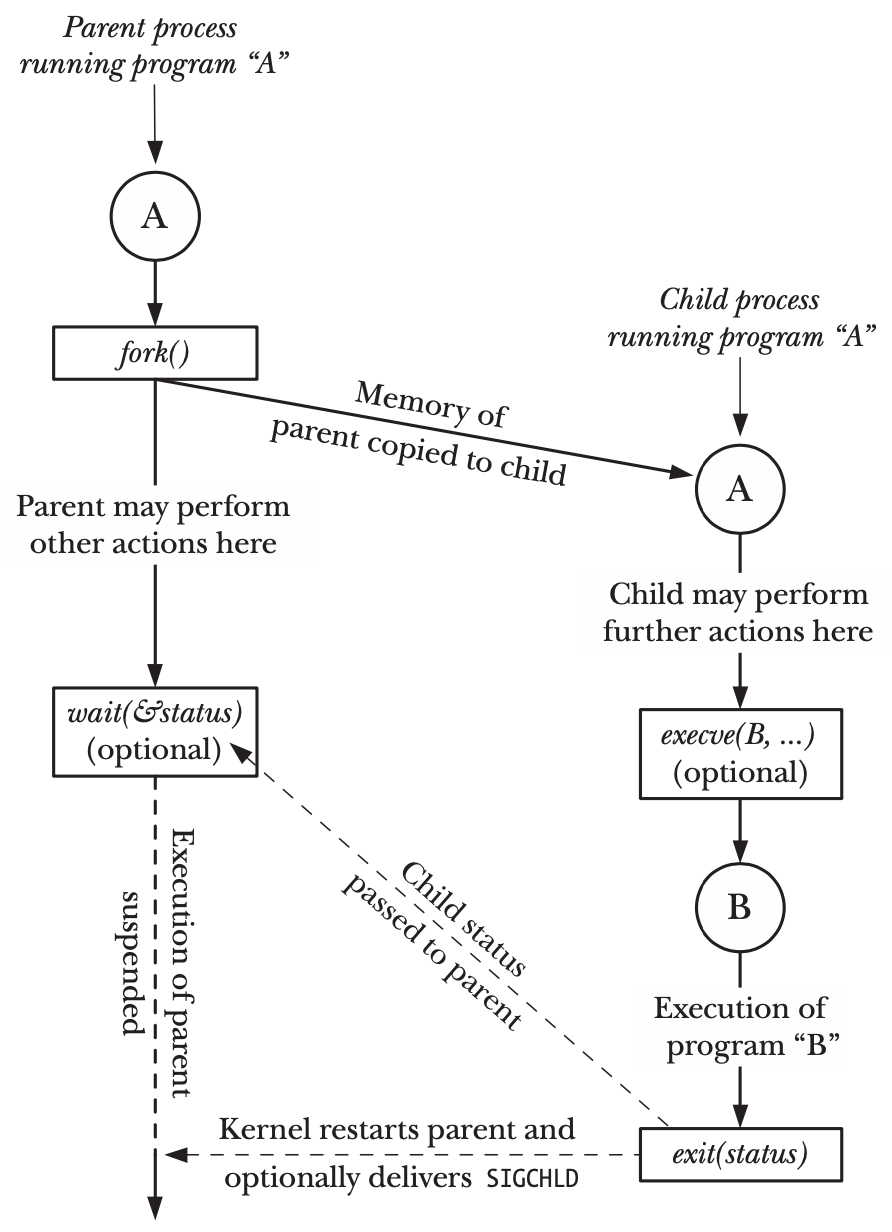 Parent process
running program “A”
A
fork()
Memory of
parent copied to child
Child process
running program “A”
A
Parent may perform
other actions here
Child may perform
further actions here
wait(&status)
(optional)
execve(B, ...)
(optional)
B
Execution of parent
suspended
Child status
passed to parent
Execution of
program “B”
Kernel restarts parent and
optionally delivers SIGCHLD
exit(status)